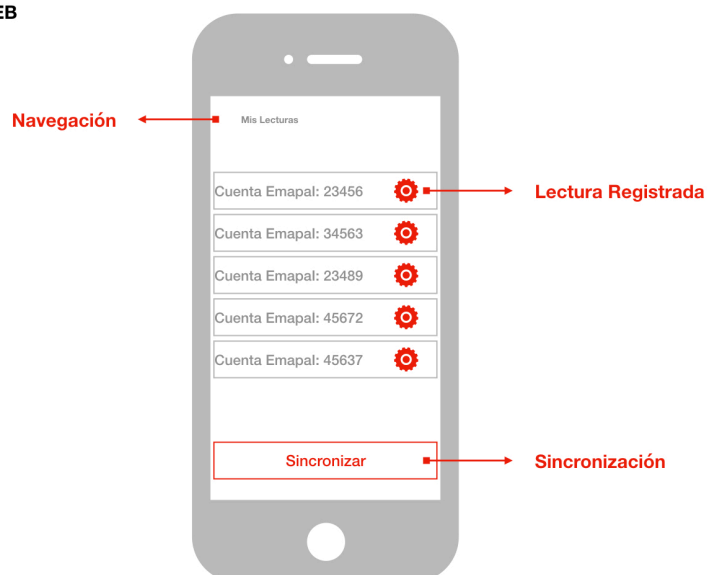 EB
Navegación
Mis Lecturas
Cuenta Emapal: 23456
Lectura Registrada
Cuenta Emapal: 34563
Cuenta Emapal: 23489
Cuenta Emapal: 45672
Cuenta Emapal: 45637
Sincronizar
Sincronización